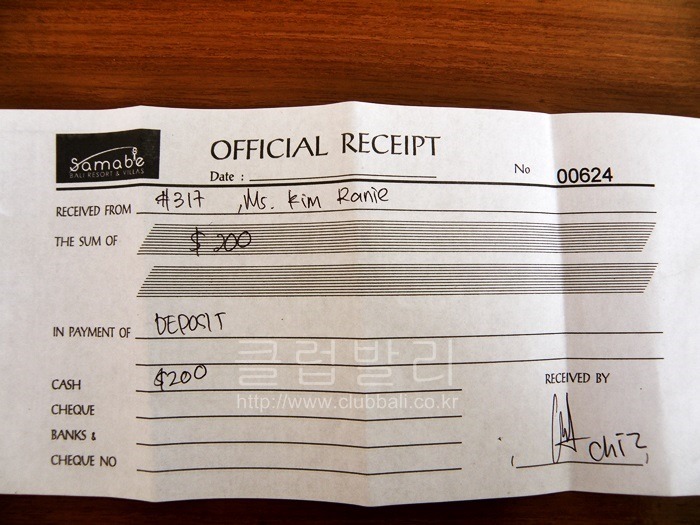 Samabe
BALI RESORT & VILLAS
OFFICIAL RECEIPT
Date :
No 00624
RECEIVED FROM #317 , Ms. Kim Ranie
THE SUM OF $ 200
IN PAYMENT OF DEPOSIT
클럽발리
CASH $200
RECEIVED BY
http://www.clubbali.co.kr
CHEQUE
BANKS &
CHEQUE NO